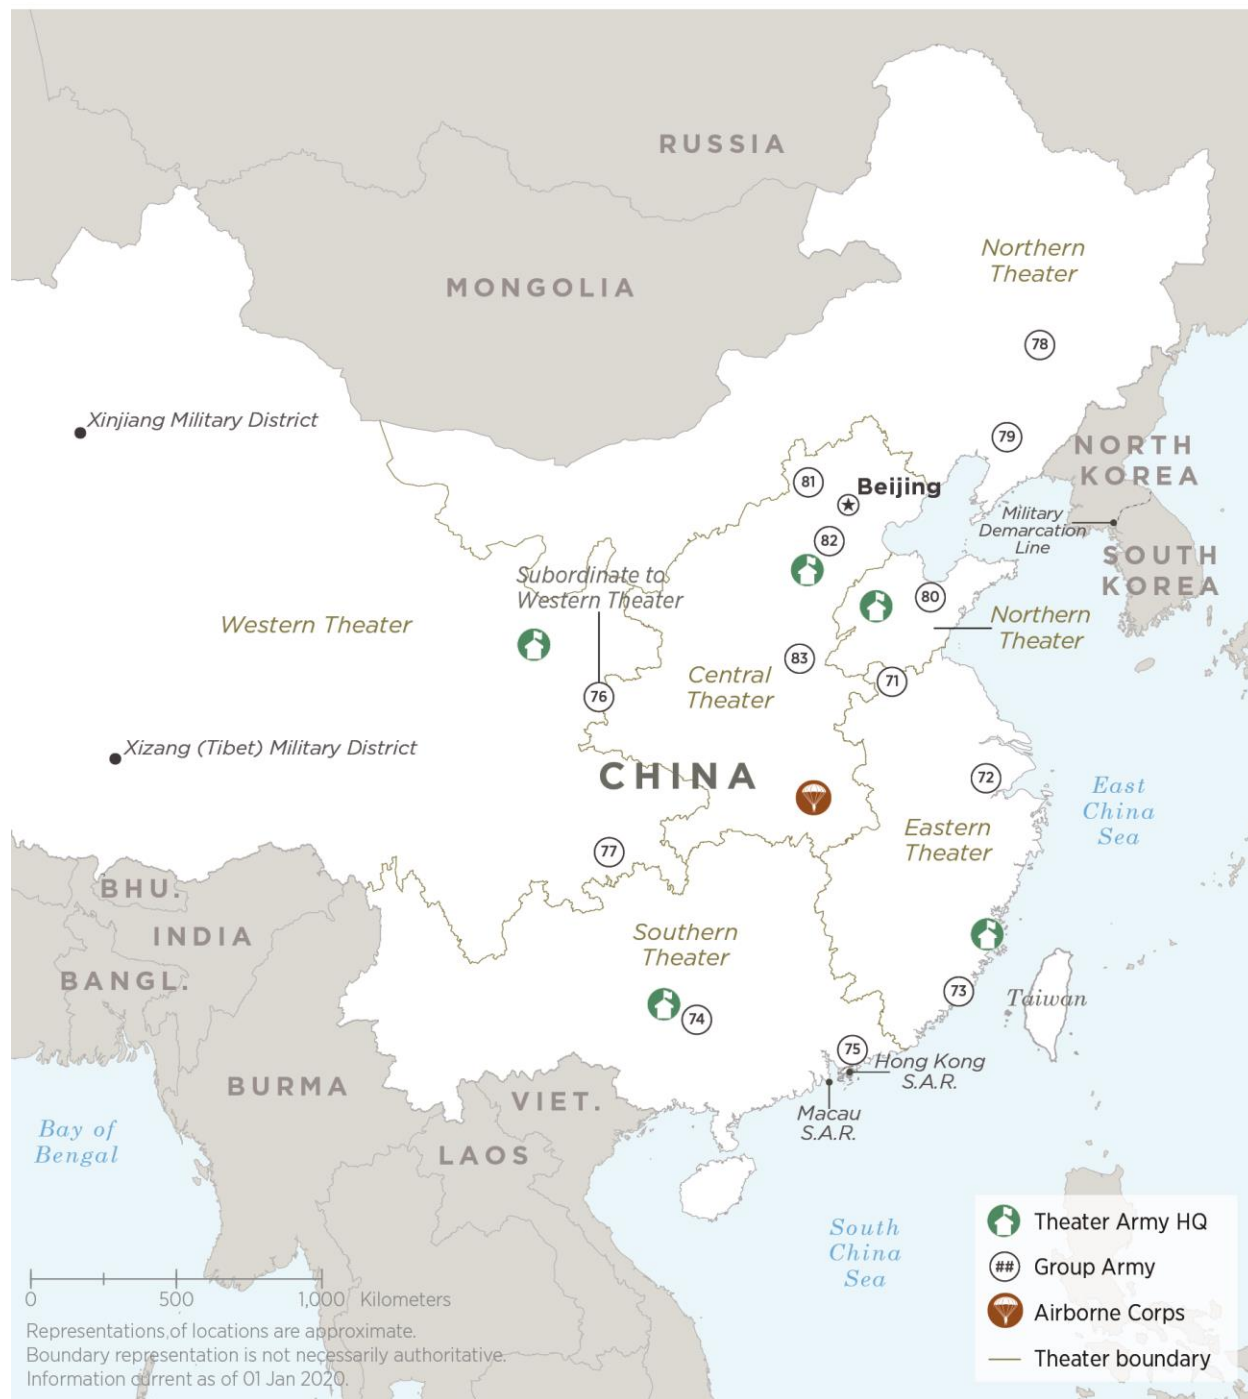 RUSSIA
Northern
Theater
MONGOLIA
78
Xinjiang Military District
79
NORTH
KOREA
81
Beijing
Military
Demarcation
Line
82
SOUTH
KOREA
Subordinate to
Western Theater
80
Western Theater
Northern
Theater
83
Central
Theater
71
76
Xizang (Tibet) Military District
CHINA
72
East
China
Sea
Eastern
Theater
77
BHU.
INDIA
Southern
Theater
BANGL.
73
Taiwan
74
75
Hong Kong
S.A.R.
BURMA
VIET.
Macau
S.A.R.
Bay of
Bengal
LAOS
South
China
Sea
Theater Army HQ
## Group Army
Airborne Corps
Theater boundary
0 500 1,000 Kilometers
Representations of locations are approximate.
Boundary representation is not necessarily authoritative.
Information current as of 01 Jan 2020.